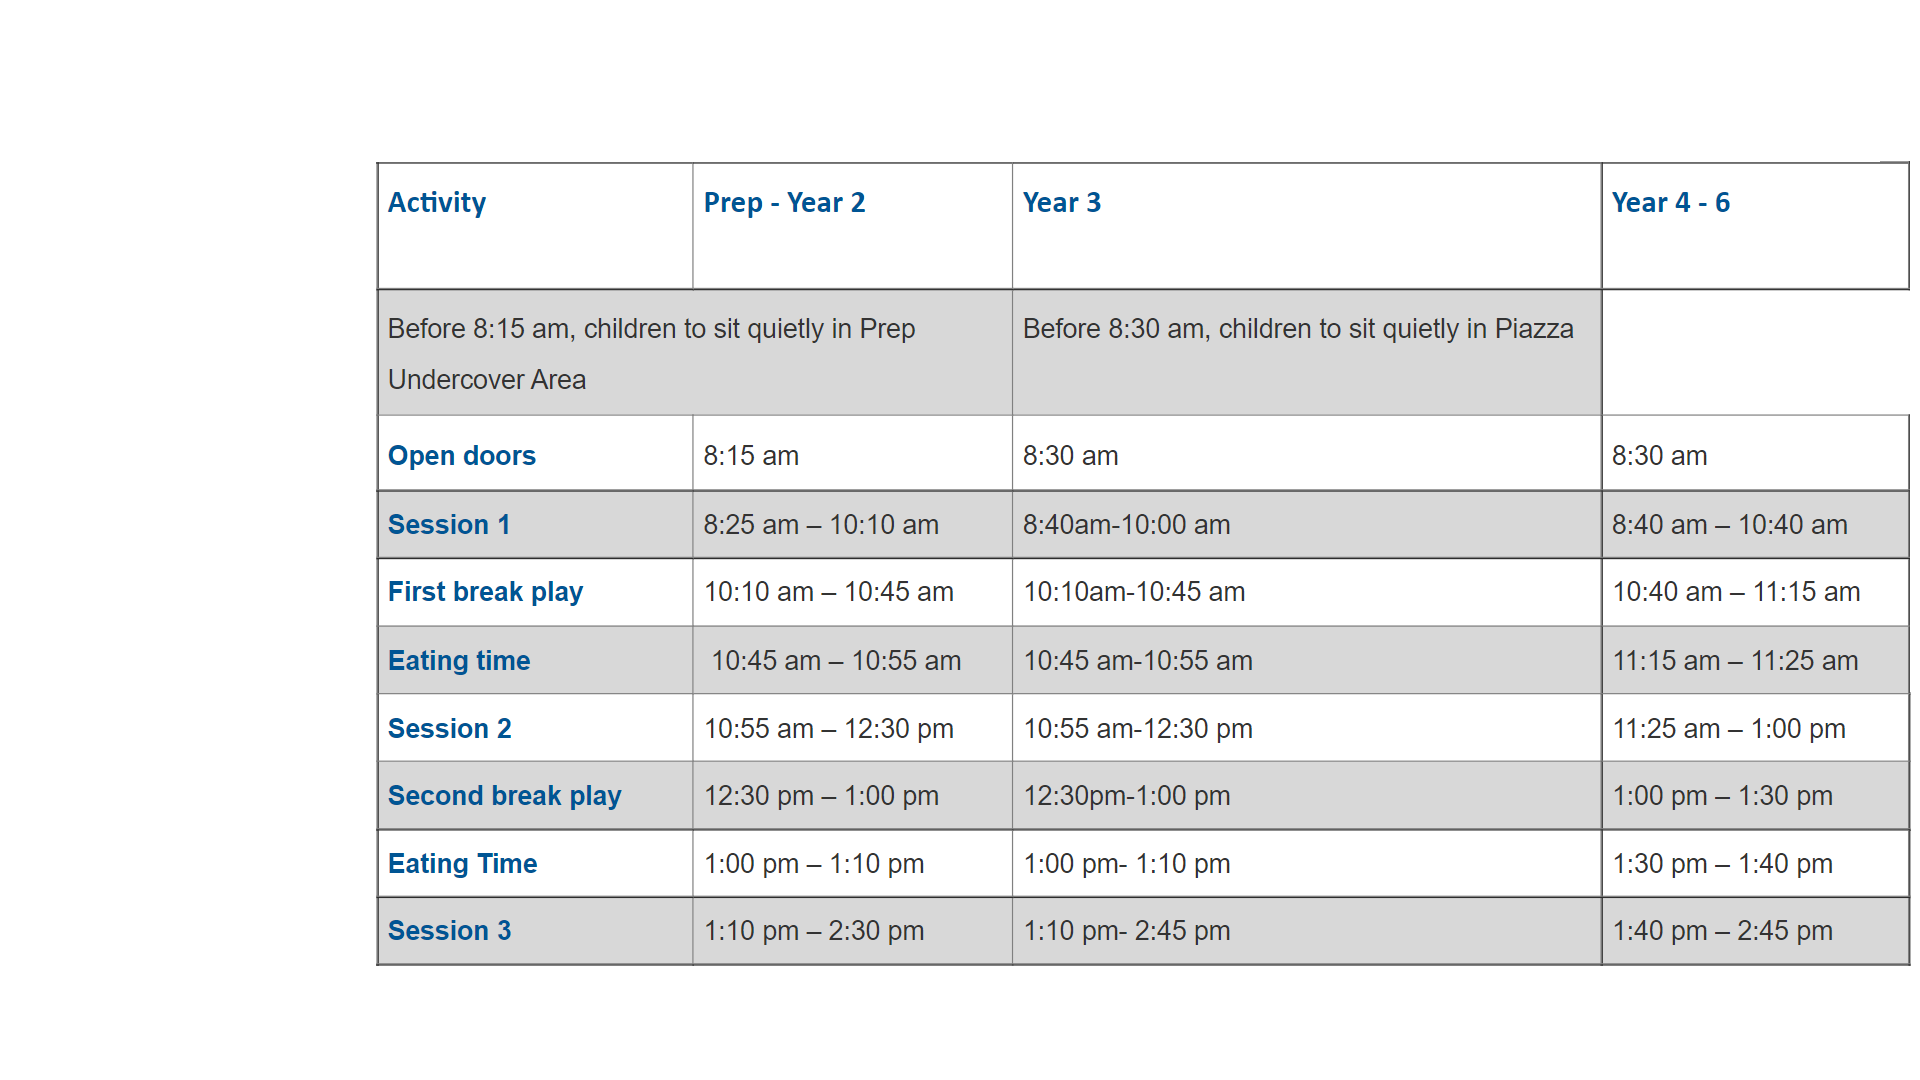 Activity Prep - Year 2 Year 3 Year 4 - 6
Before 8:15 am, children to sit quietly in Prep
Undercover Area
Before 8:30 am, children to sit quietly in Piazza
Open doors 8:15 am 8:30 am 8:30 am
Session 1 8:25 am – 10:10 am 8:40am-10:00 am 8:40 am – 10:40 am
First break play 10:10 am – 10:45 am 10:10am-10:45 am 10:40 am – 11:15 am
Eating time 10:45 am – 10:55 am 10:45 am-10:55 am 11:15 am – 11:25 am
Session 2 10:55 am – 12:30 pm 10:55 am-12:30 pm 11:25 am – 1:00 pm
Second break play 12:30 pm – 1:00 pm 12:30pm-1:00 pm 1:00 pm – 1:30 pm
Eating Time 1:00 pm – 1:10 pm 1:00 pm- 1:10 pm 1:30 pm – 1:40 pm
Session 3 1:10 pm – 2:30 pm 1:10 pm- 2:45 pm 1:40 pm – 2:45 pm